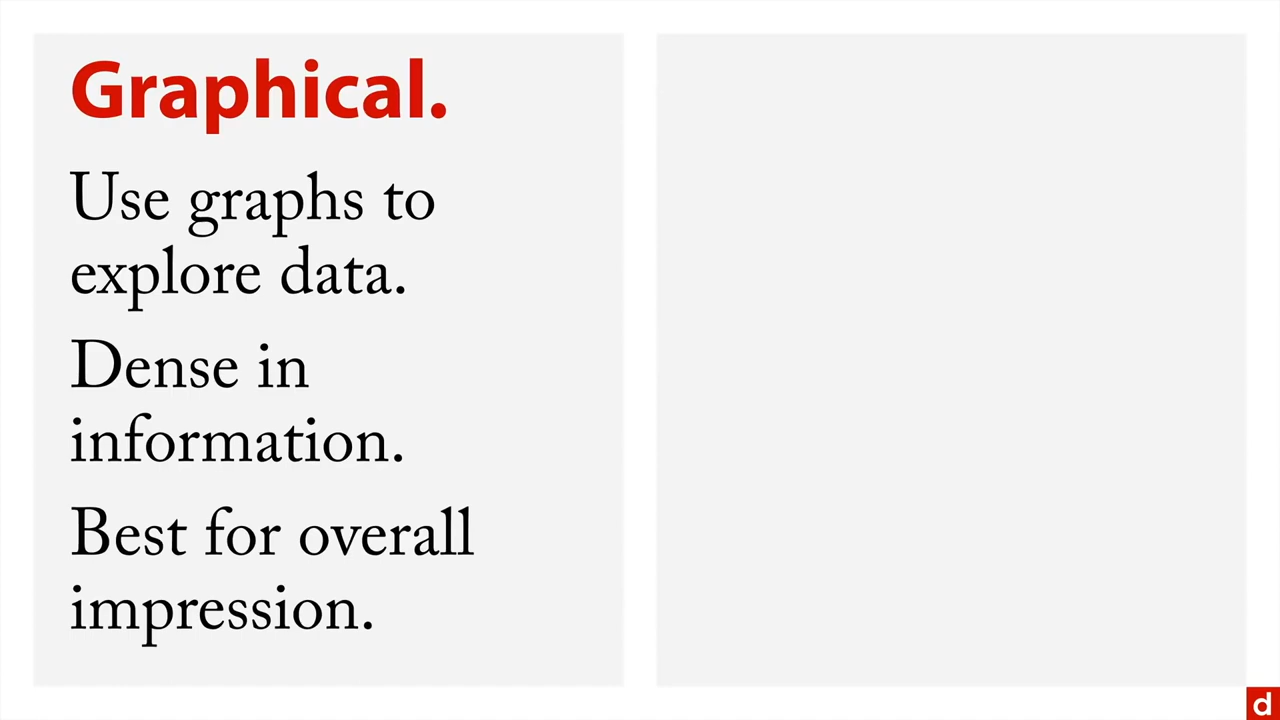 Graphical.
Use graphs to
explore data.
Dense in
information.
Best for overall
impression.
d